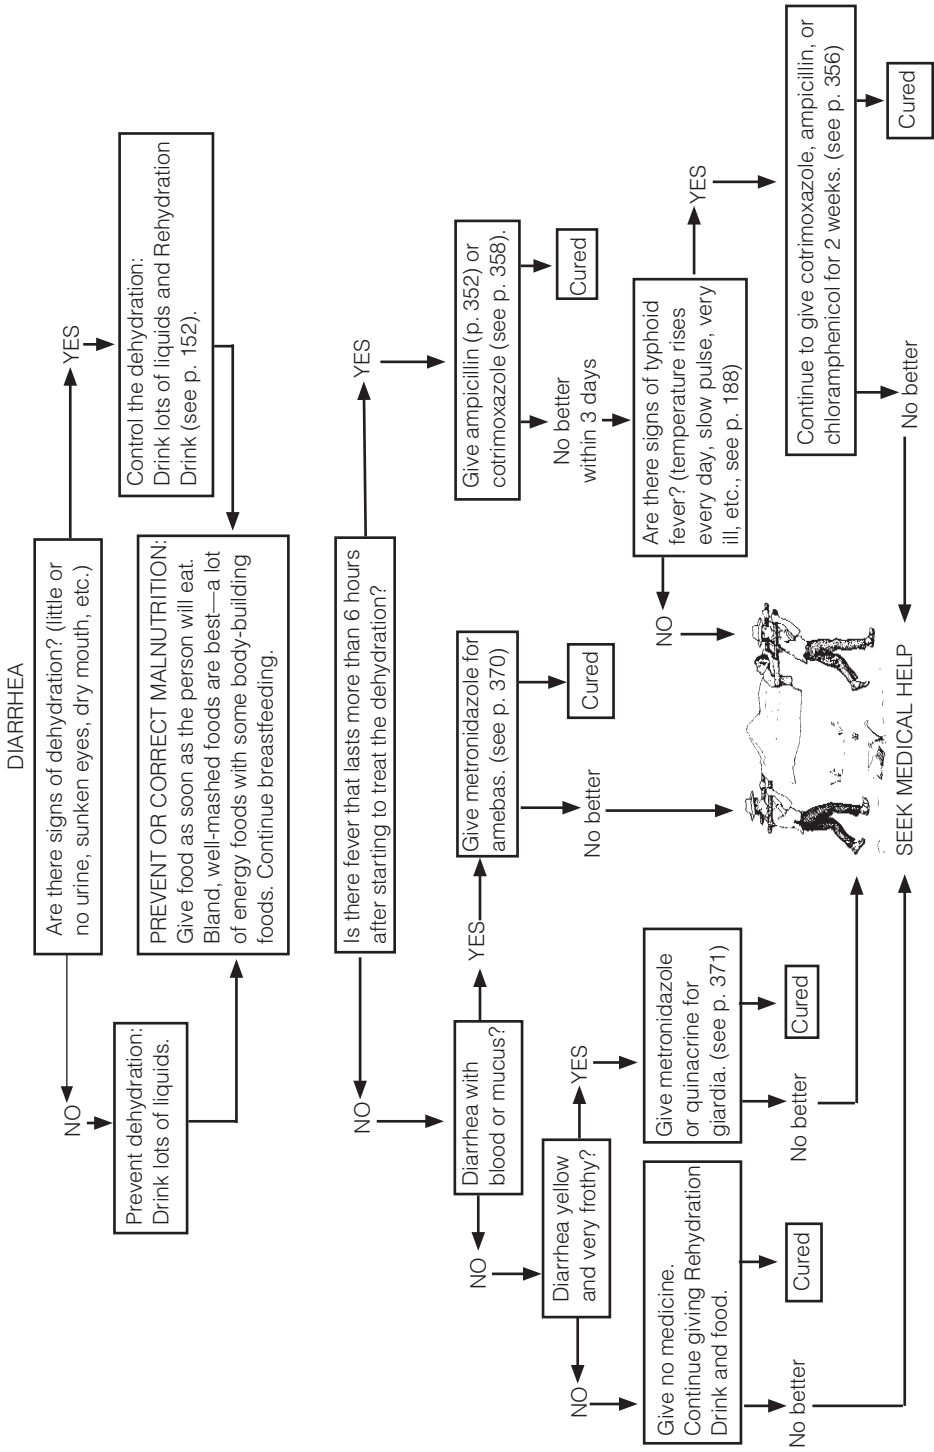 DIARRHEA
Are there signs of dehydration? (little or
no urine, sunken eyes, dry mouth, etc.)
NO
YES
Prevent dehydration:
Drink lots of liquids.
Control the dehydration:
Drink lots of liquids and Rehydration
Drink (see p. 152).
PREVENT OR CORRECT MALNUTRITION:
Give food as soon as the person will eat.
Bland, well-mashed foods are best—a lot
of energy foods with some body-building
foods. Continue breastfeeding.
Is there fever that lasts more than 6 hours
after starting to treat the dehydration?
NO
YES
Diarrhea with
blood or mucus?
YES
Give metronidazole for
amebas. (see p. 370)
Give ampicillin (p. 352) or
cotrimoxazole (see p. 358).
NO
Diarrhea yellow
and very frothy?
YES
No better
Cured
No better
within 3 days
Cured
NO
Give no medicine.
Continue giving Rehydration
Drink and food.
Give metronidazole
or quinacrine for
giardia. (see p. 371)
NO
Are there signs of typhoid
fever? (temperature rises
every day, slow pulse, very
ill, etc., see p. 188)
YES
No better
Cured
No better
Cured
Continue to give cotrimoxazole, ampicillin, or
chloramphenicol for 2 weeks. (see p. 356)
SEEK MEDICAL HELP
No better
Cured